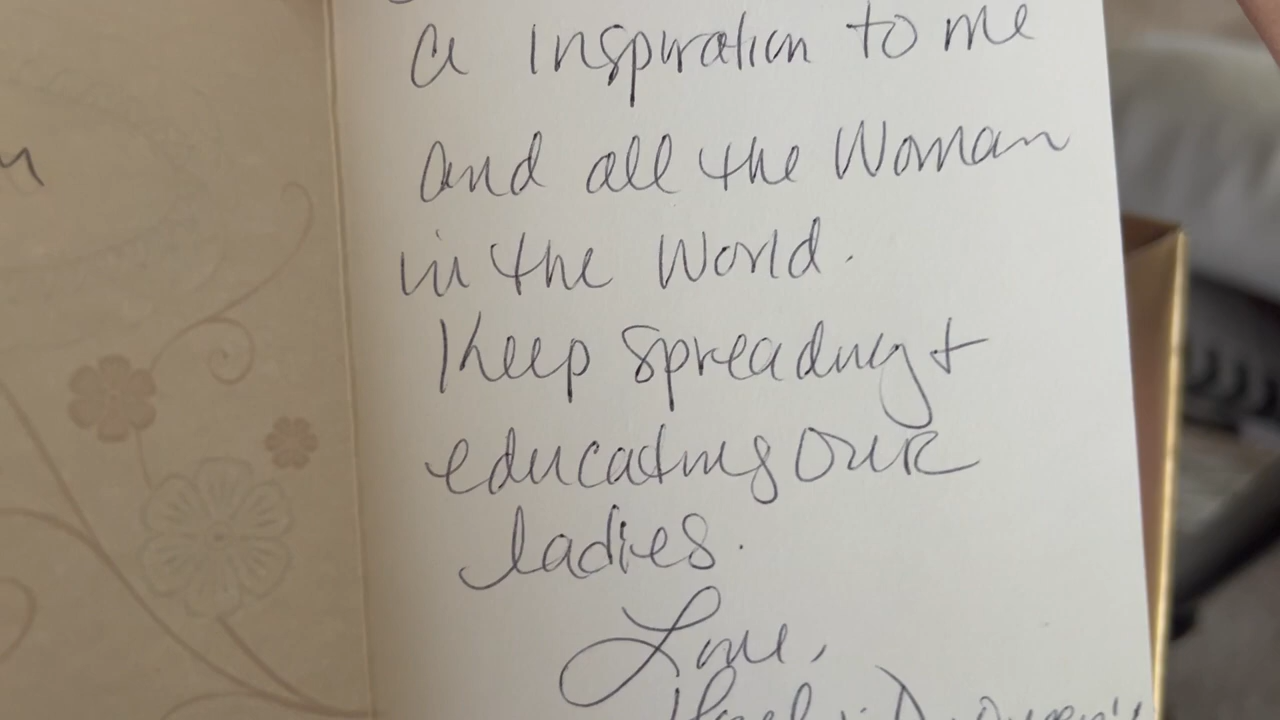 a inspiration to me
and all the Woman
in the World.
Keep spreading +
educating OUR
ladies.
Love,